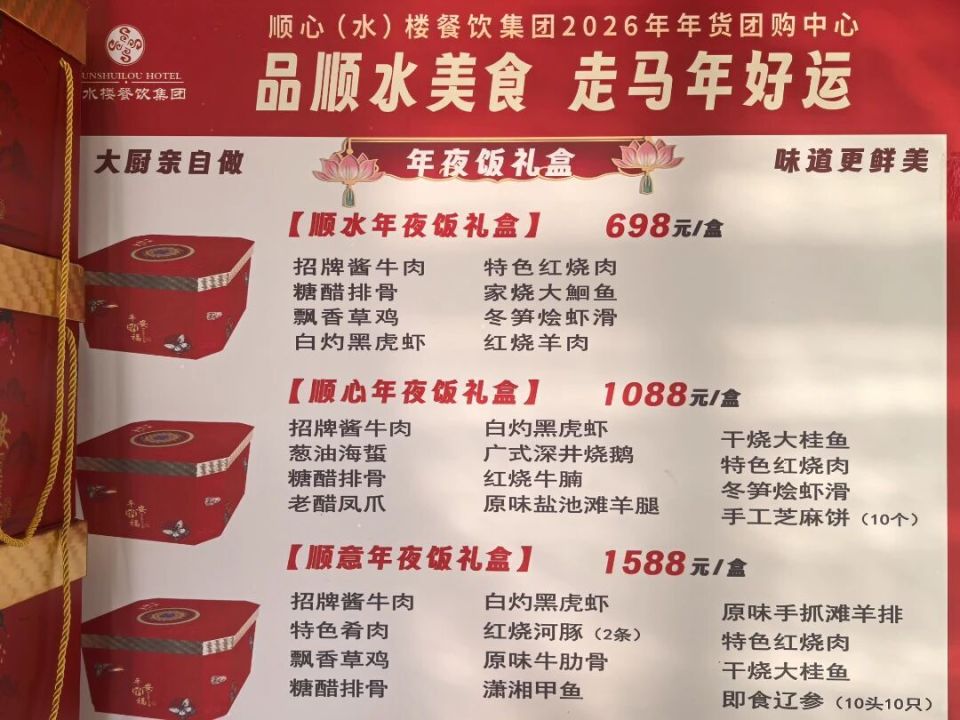 顺心（水）楼餐饮集团2026年年货团购中心
UNSHUILOU HOTEL
水楼餐饮集团
品顺水美食 走马年好运
大厨亲自做
年夜饭礼盒
味道更鲜美
【顺水年夜饭礼盒】 698元/盒
招牌酱牛肉 特色红烧肉
糖醋排骨 家烧大鮰鱼
飘香草鸡 冬笋烩虾滑
白灼黑虎虾 红烧羊肉
【顺心年夜饭礼盒】 1088元/盒
招牌酱牛肉 白灼黑虎虾 干烧大桂鱼
葱油海蜇 广式深井烧鹅 特色红烧肉
糖醋排骨 红烧牛腩 冬笋烩虾滑
老醋凤爪 原味盐池滩羊腿 手工芝麻饼（10个）
【顺意年夜饭礼盒】 1588元/盒
招牌酱牛肉 白灼黑虎虾 原味手抓滩羊排
特色肴肉 红烧河豚（2条） 特色红烧肉
飘香草鸡 原味牛肋骨 干烧大桂鱼
糖醋排骨 潇湘甲鱼 即食辽参（10头10只）